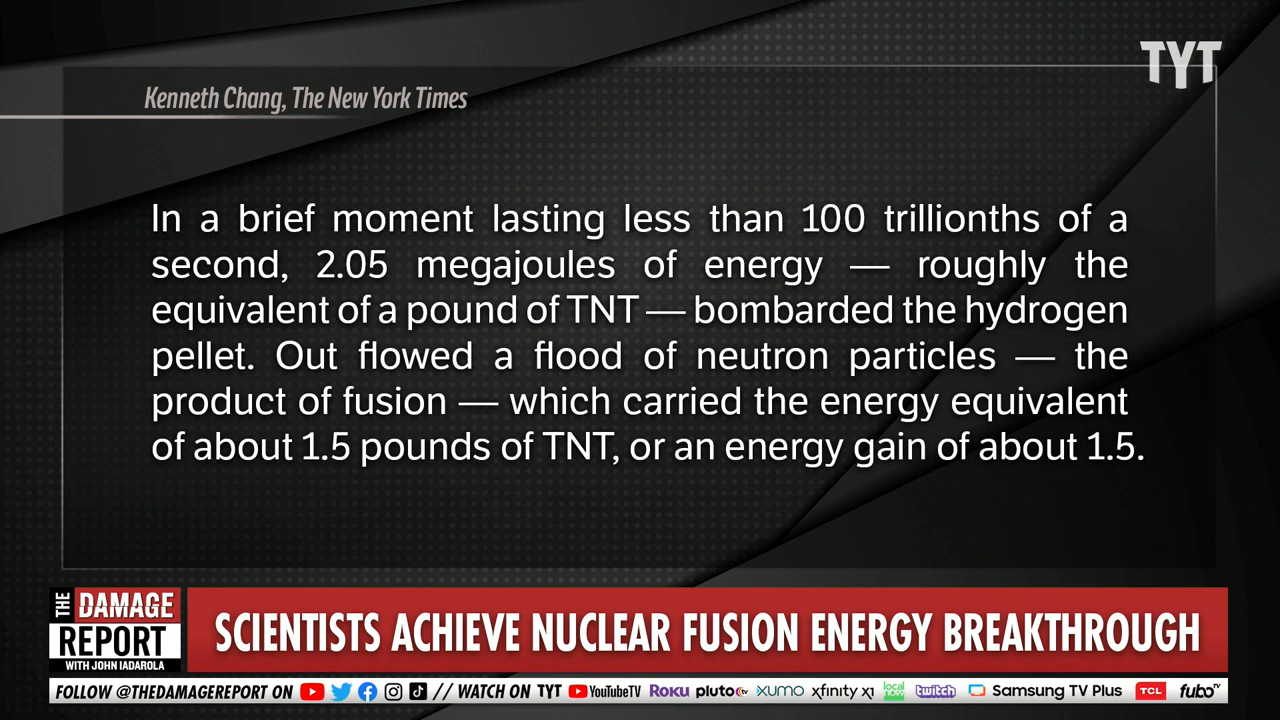 TYT
Kenneth Chang, The New York Times
In a brief moment lasting less than 100 trillionths of a
second, 2.05 megajoules of energy — roughly the
equivalent of a pound of TNT — bombarded the hydrogen
pellet. Out flowed a flood of neutron particles — the
product of fusion — which carried the energy equivalent
of about 1.5 pounds of TNT, or an energy gain of about 1.5.
THE DAMAGE
REPORT
WITH JOHN IADAROLA
SCIENTISTS ACHIEVE NUCLEAR FUSION ENERGY BREAKTHROUGH
FOLLOW @THEDAMAGEREPORT ON // WATCH ON TYT YouTubeTV Roku pluto tv XUMO xfinity x1 local now twitch Samsung TV Plus TCL fubo TV